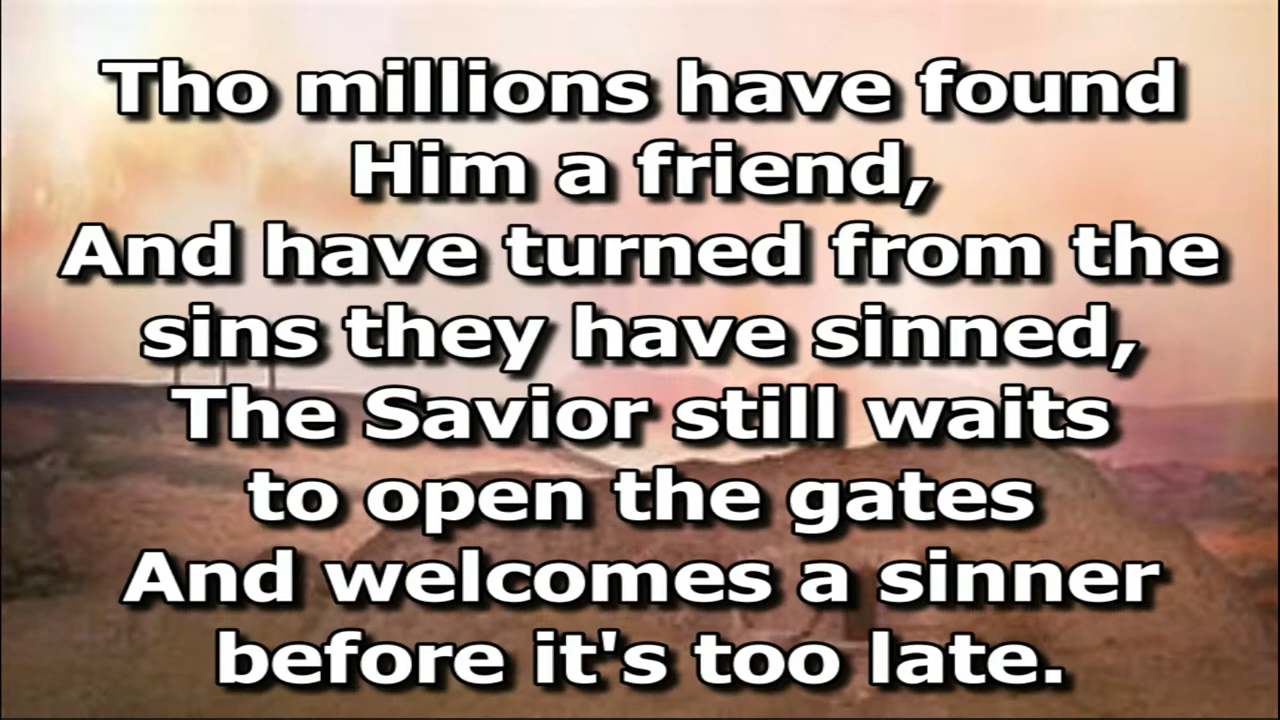 Tho millions have found
Him a friend,
And have turned from the
sins they have sinned,
The Savior still waits
to open the gates
And welcomes a sinner
before it's too late.